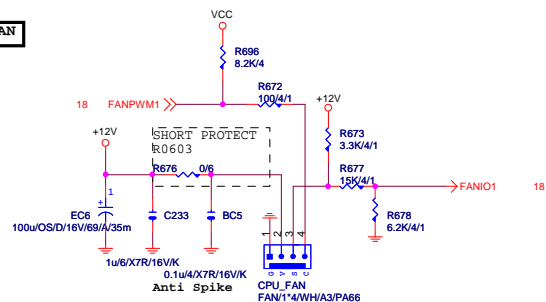 AN
VCC
R696
8.2K/4
R672
100/4/1
18 FANPWM1
+12V
+12V
SHORT PROTECT
R0603
R673
3.3K/4/1
R676 0/6
R677
15K/4/1
FANIO1 18
1
+
EC6
100u/OS/D/16V/69/A/35m
C233
BC5
R678
6.2K/4/1
1 2 3 4
1u/6/X7R/16V/K
0.1u/4/X7R/16V/K
G V S C
Anti Spike
CPU_FAN
FAN/1*4/WH/A3/PA66